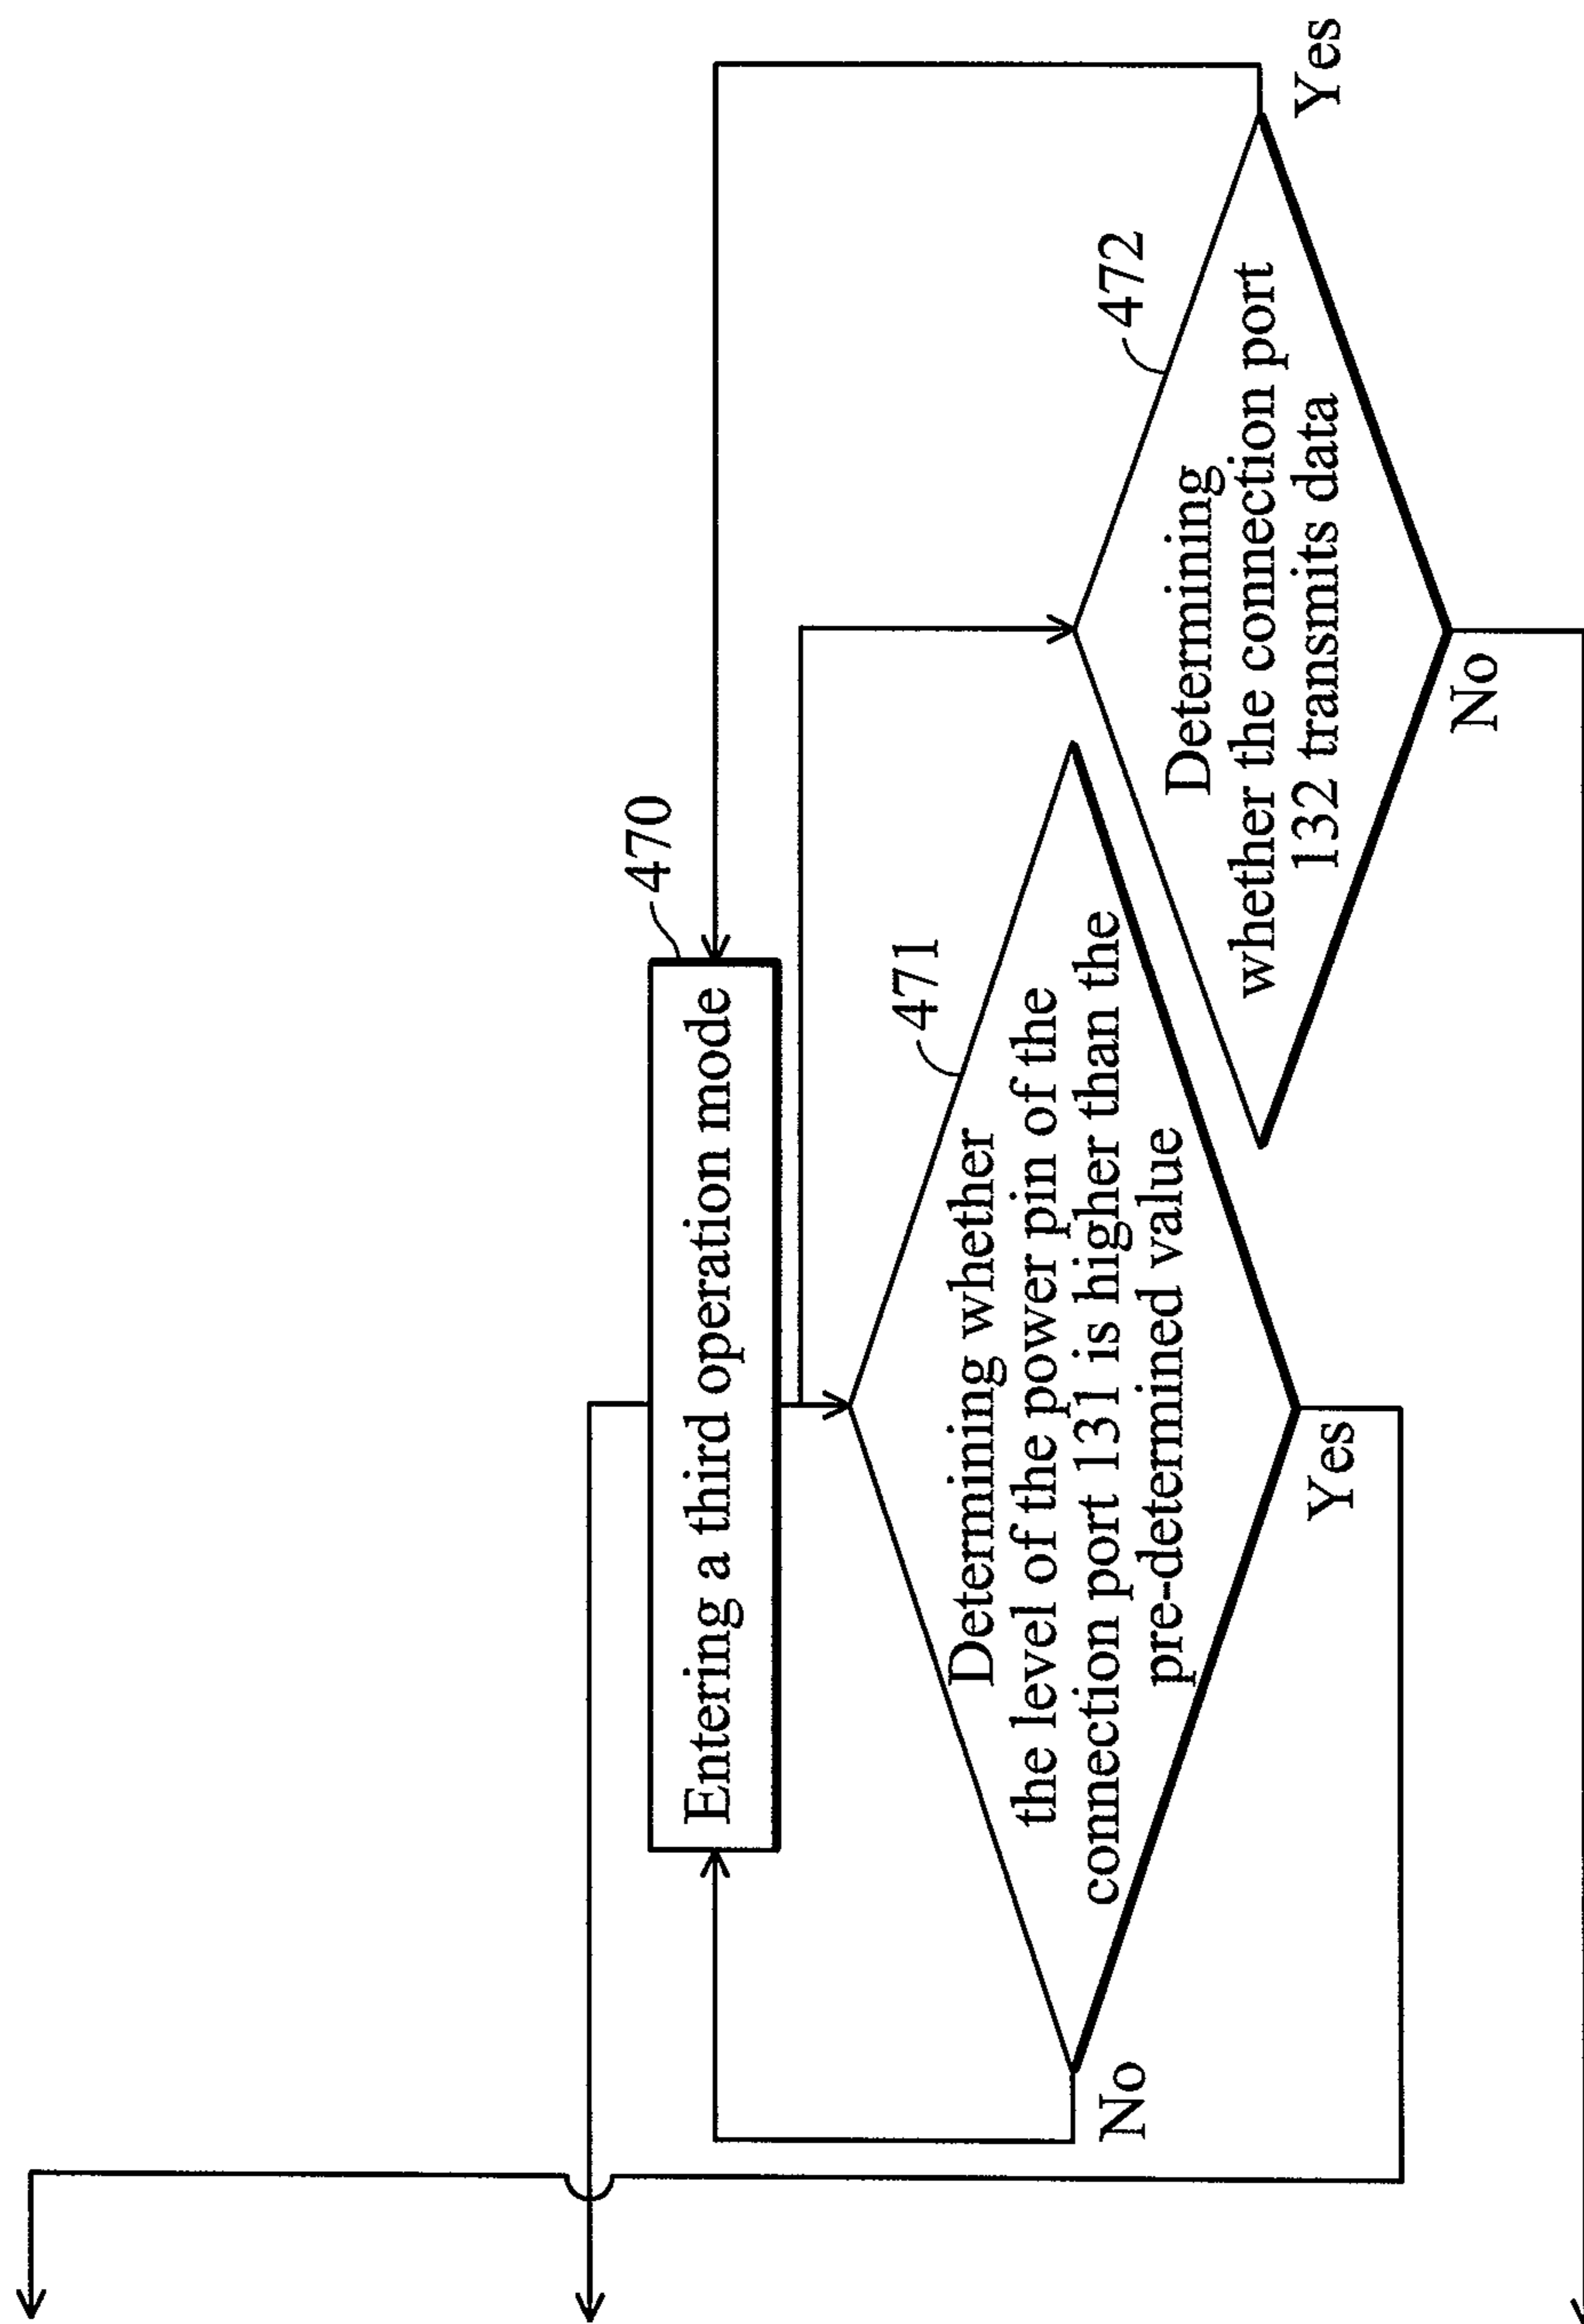 470
Entering a third operation mode
471
Determining whether
the level of the power pin of the
connection port 131 is higher than the
pre-determined value
No
Yes
472
Determining
whether the connection port
132 transmits data
Yes
No